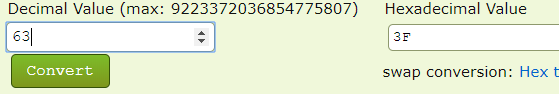 Decimal Value (max: 9223372036854775807)
Hexadecimal Value
63
3F
Convert
swap conversion: Hex t